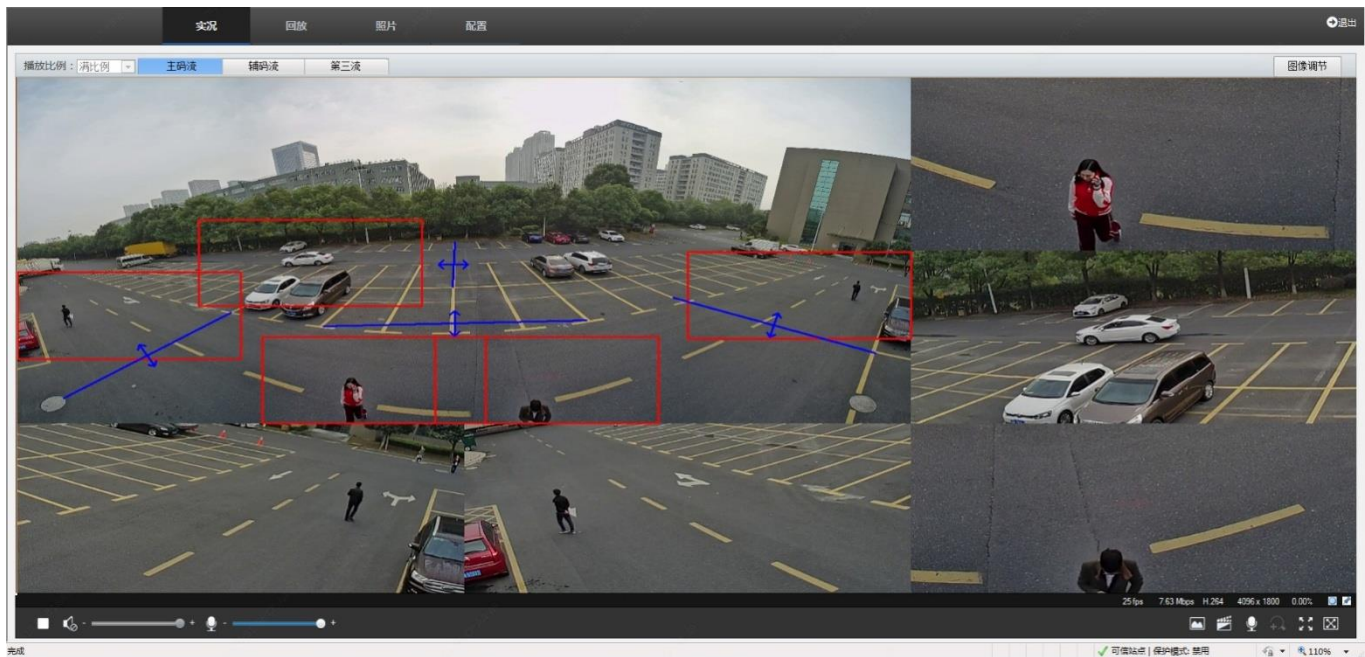 实况 回放 照片 配置 退出
播放比例： 满比例 主码流 辅码流 第三流 图像调节
25 fps 7.63 Mbps H.264 4096 x 1800 0.00%
- + - +
完成 可信站点 | 保护模式: 禁用 110%